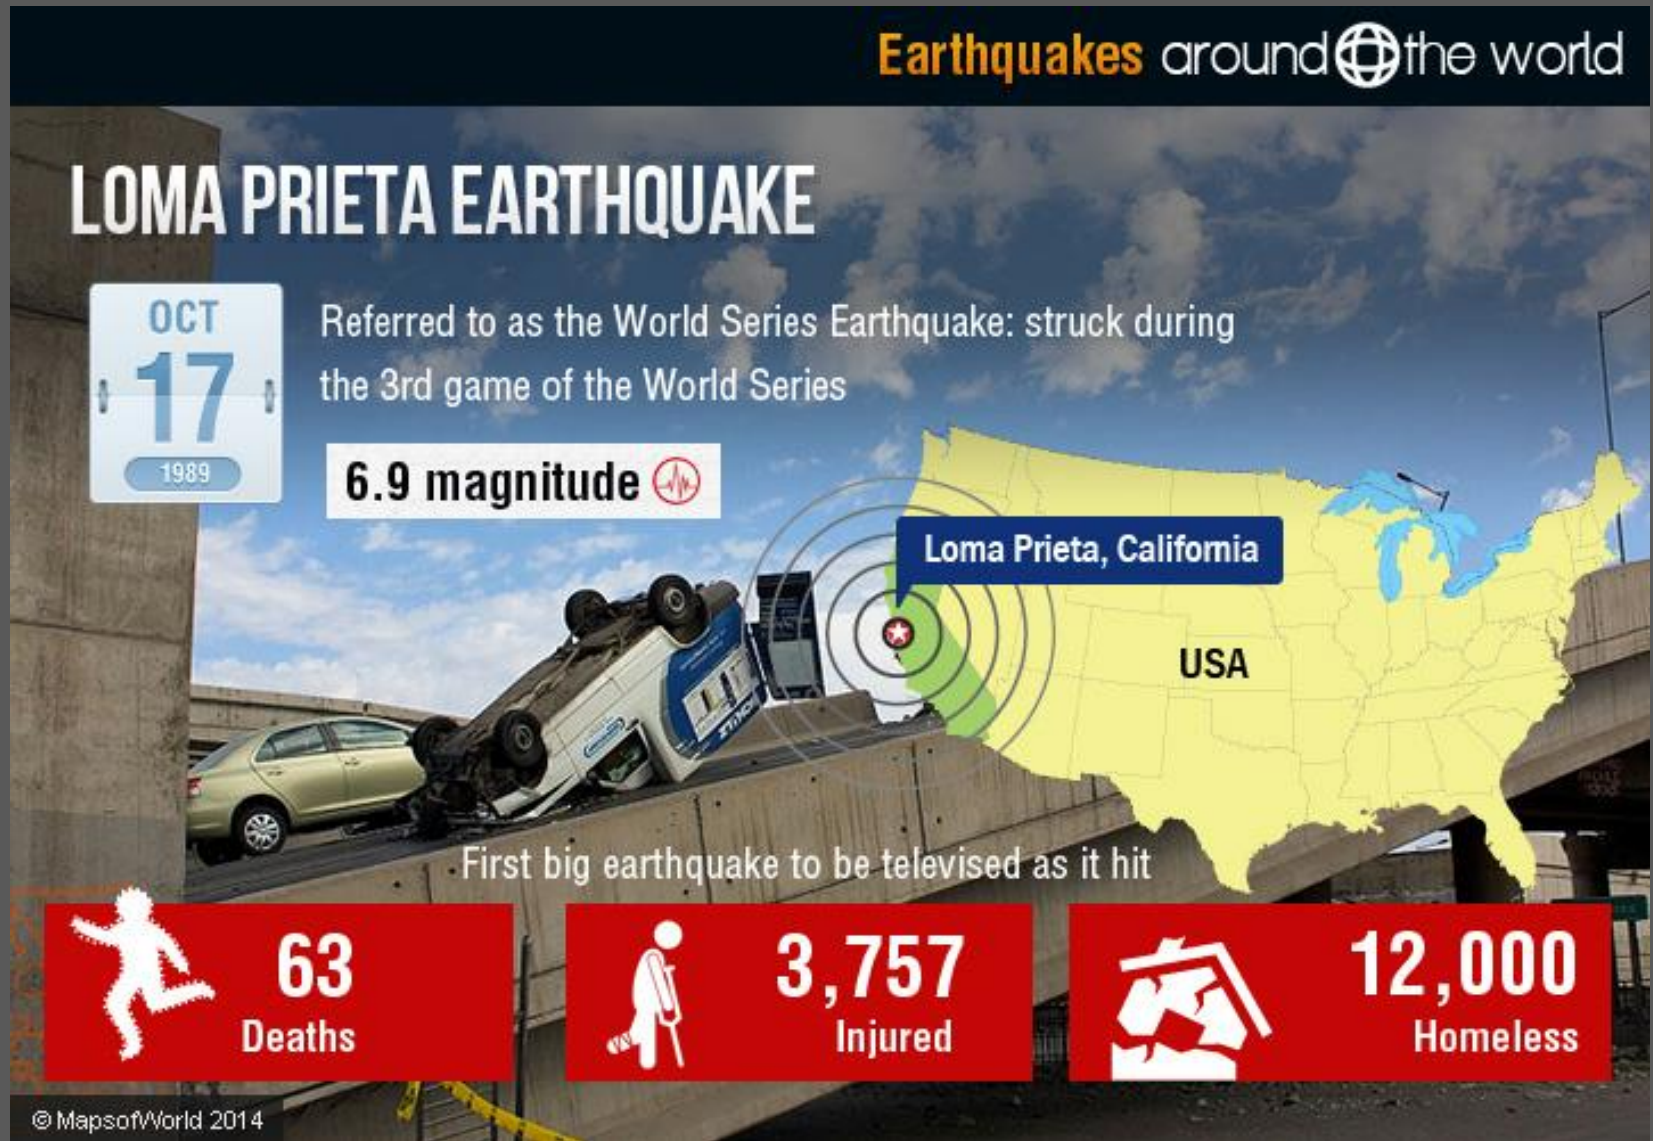 Earthquakes around the world
LOMA PRIETA EARTHQUAKE
OCT
17
1989
Referred to as the World Series Earthquake: struck during
the 3rd game of the World Series
6.9 magnitude
Loma Prieta, California
USA
First big earthquake to be televised as it hit
63
Deaths
3,757
Injured
12,000
Homeless
© MapsofWorld 2014